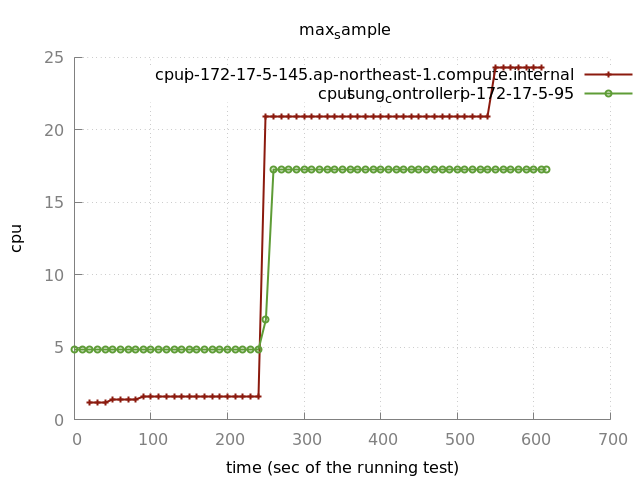 max_sample
25
cpu_ip-172-17-5-145.ap-northeast-1.compute.internal
cpu_tsung_controller_ip-172-17-5-95
20
15
cpu
10
5
0
0 100 200 300 400 500 600 700
time (sec of the running test)